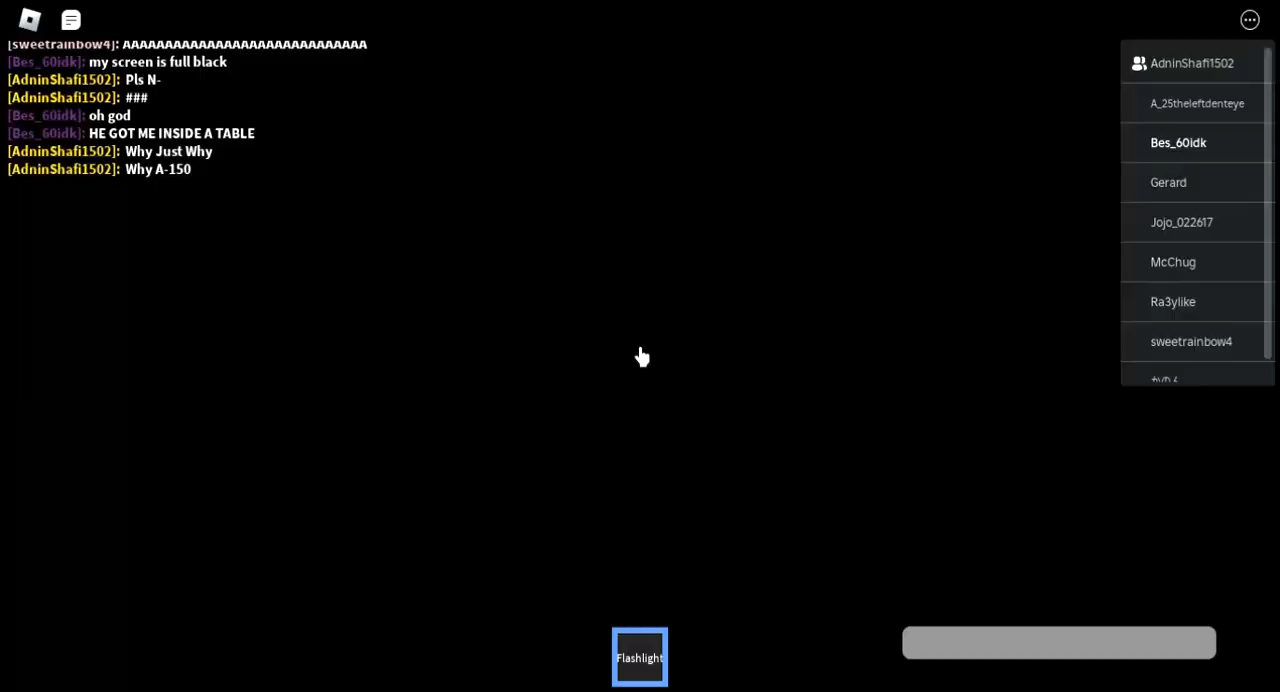 [sweetrainbow4]: AAAAAAAAAAAAAAAAAAAAAAAAAAAAA
[Bes_60idk]: my screen is full black
[AdninShafi1502]: Pls N-
[AdninShafi1502]: ###
[Bes_60idk]: oh god
[Bes_60idk]: HE GOT ME INSIDE A TABLE
[AdninShafi1502]: Why Just Why
[AdninShafi1502]: Why A-150
AdninShafi1502
A_25theleftdenteye
Bes_60idk
Gerard
Jojo_022617
McChug
Ra3ylike
sweetrainbow4
Flashlight